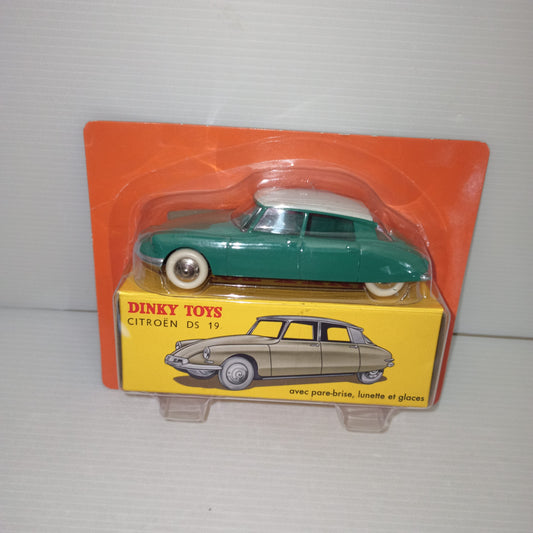 DINKY TOYS
CITROËN DS 19
avec pare-brise, lunette et glaces